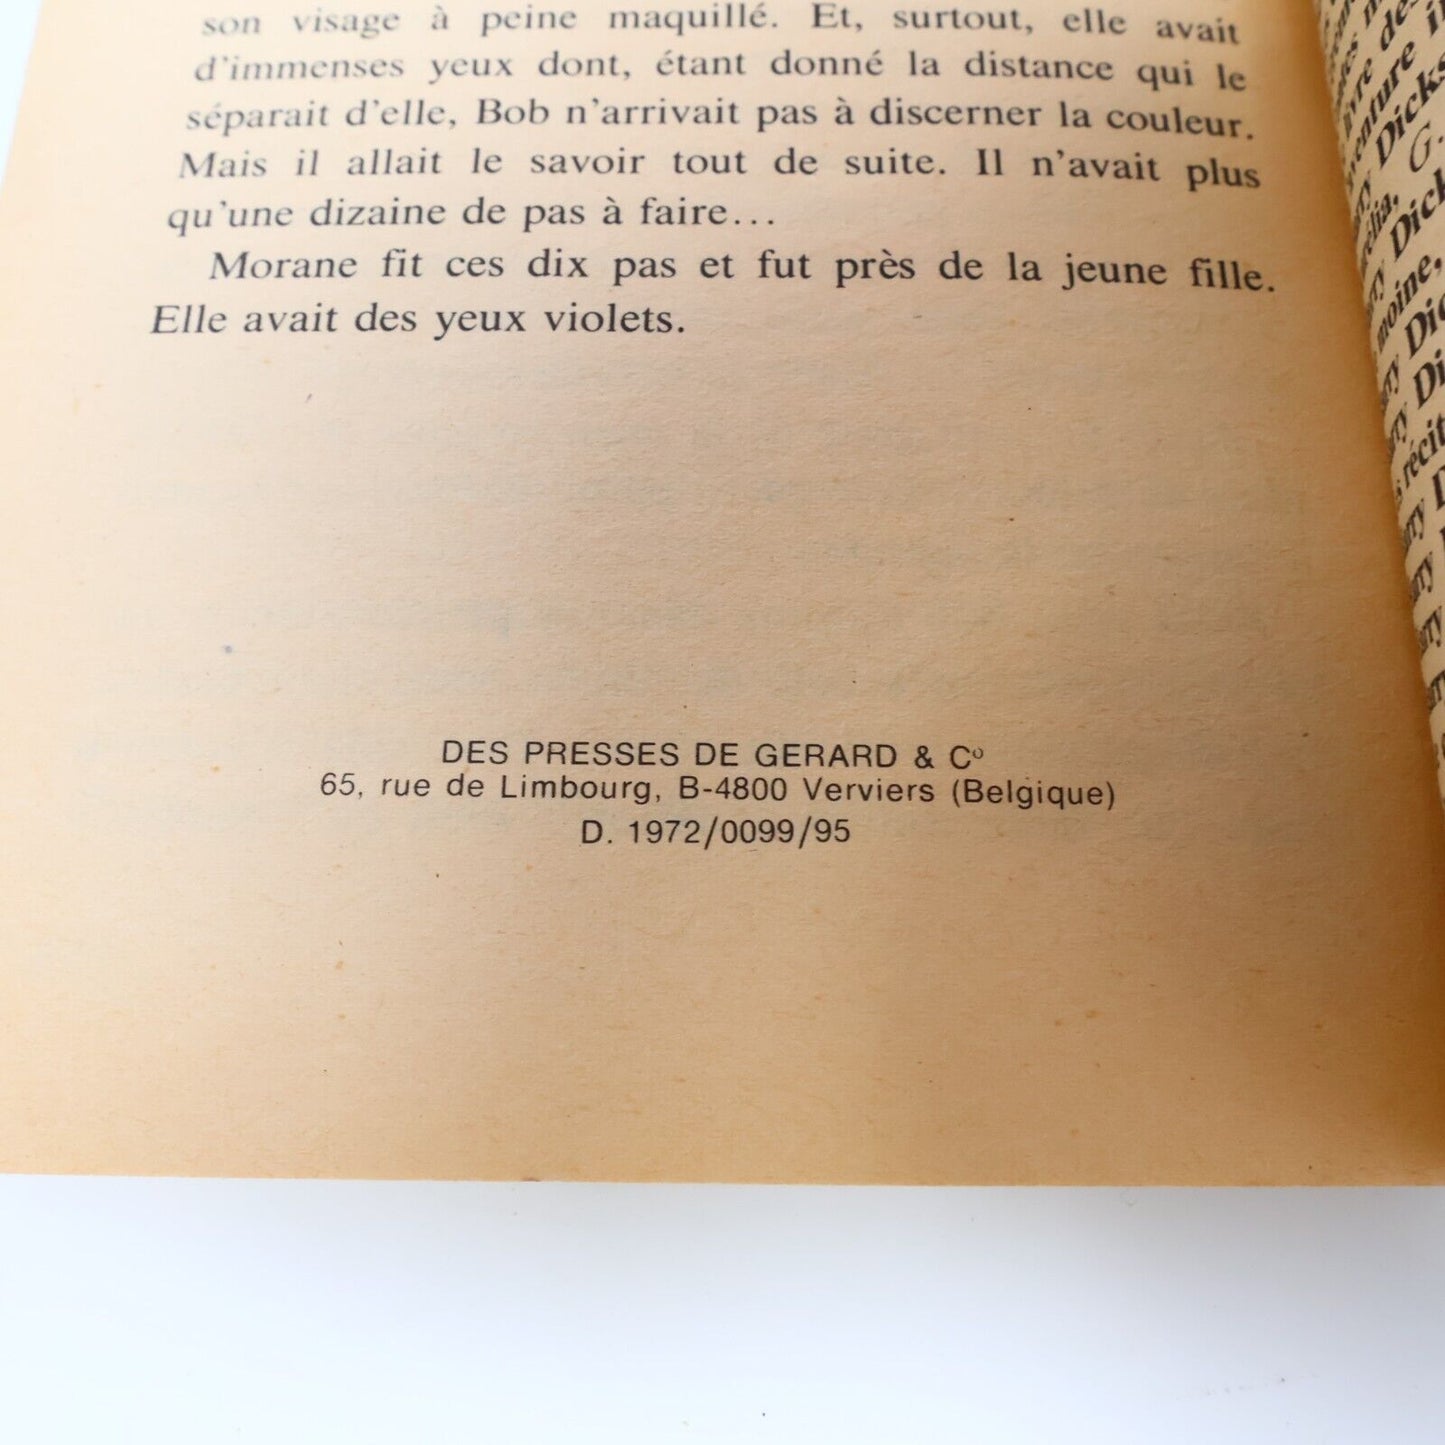 son visage à peine maquillé. Et, surtout, elle avait
d'immenses yeux dont, étant donné la distance qui le
séparait d'elle, Bob n'arrivait pas à discerner la couleur.
Mais il allait le savoir tout de suite. Il n'avait plus
qu'une dizaine de pas à faire...
Morane fit ces dix pas et fut près de la jeune fille.
Elle avait des yeux violets.
DES PRESSES DE GERARD & Cº
65, rue de Limbourg, B-4800 Verviers (Belgique)
D. 1972/0099/95
moine,